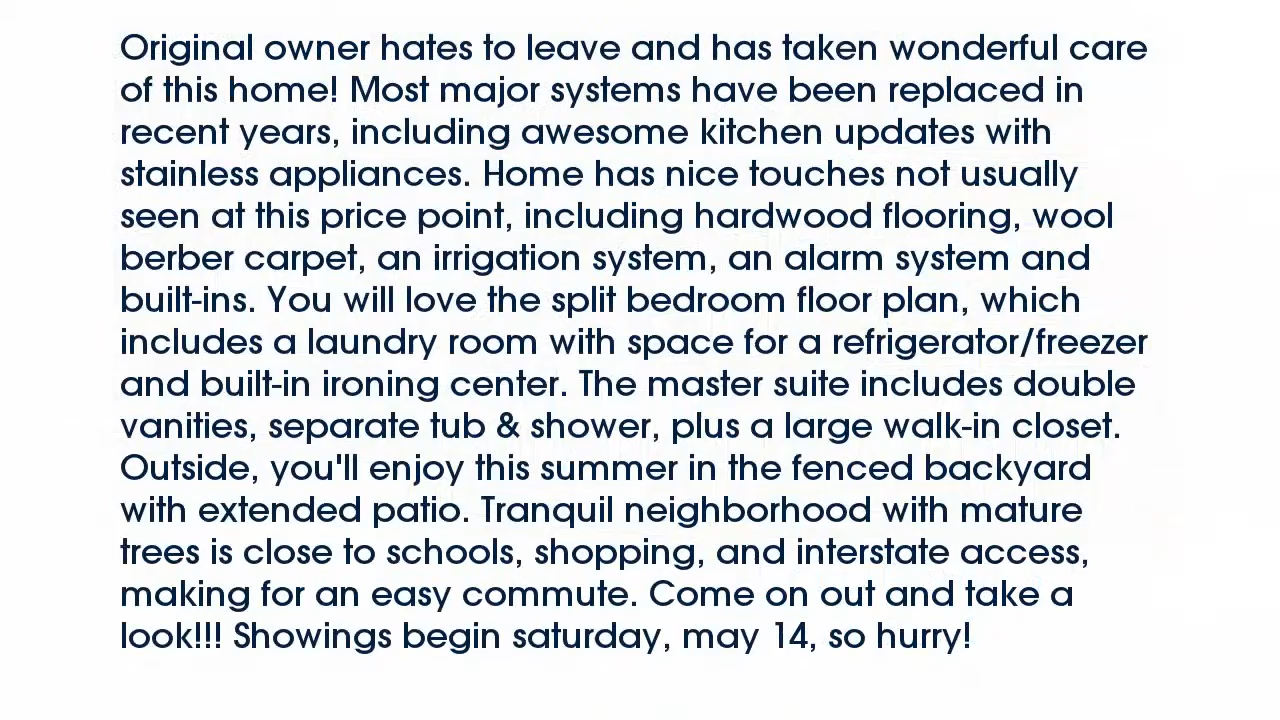 Original owner hates to leave and has taken wonderful care
of this home! Most major systems have been replaced in
recent years, including awesome kitchen updates with
stainless appliances. Home has nice touches not usually
seen at this price point, including hardwood flooring, wool
berber carpet, an irrigation system, an alarm system and
built-ins. You will love the split bedroom floor plan, which
includes a laundry room with space for a refrigerator/freezer
and built-in ironing center. The master suite includes double
vanities, separate tub & shower, plus a large walk-in closet.
Outside, you'll enjoy this summer in the fenced backyard
with extended patio. Tranquil neighborhood with mature
trees is close to schools, shopping, and interstate access,
making for an easy commute. Come on out and take a
look!!! Showings begin saturday, may 14, so hurry!